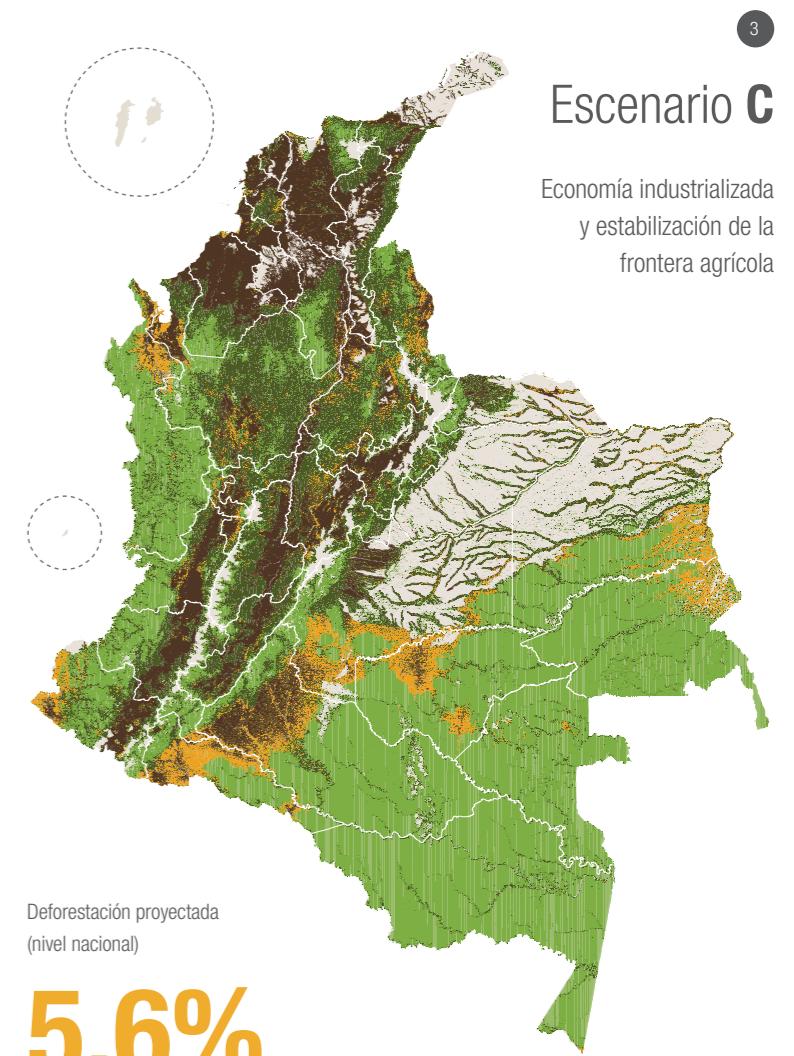 3
Escenario C
Economía industrializada
y estabilización de la
frontera agrícola
Deforestación proyectada
(nivel nacional)
5,6%